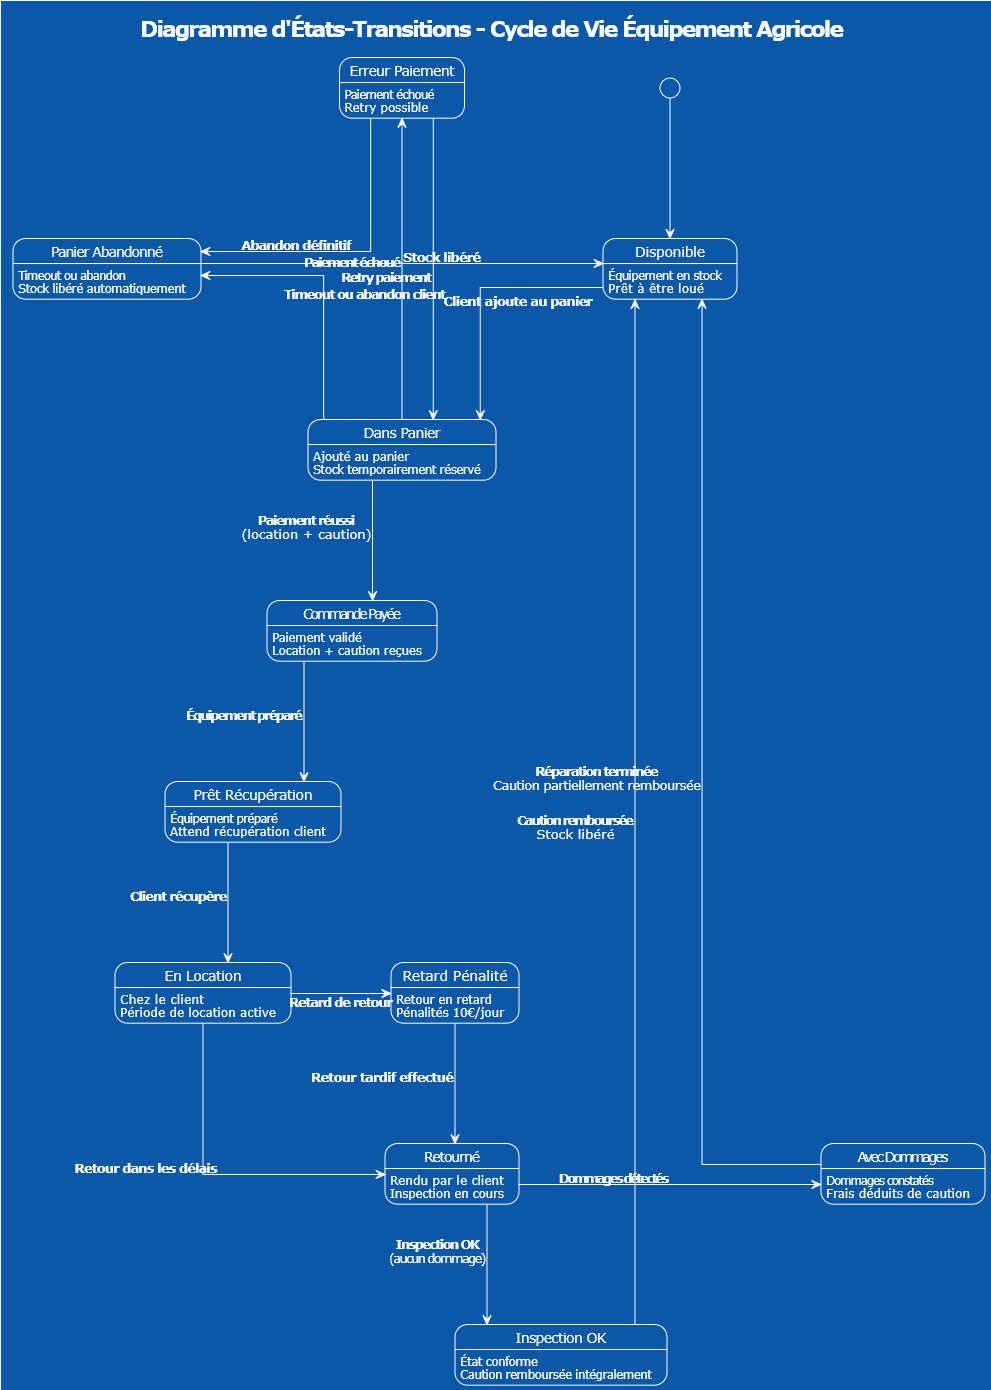 Diagramme d'États-Transitions - Cycle de Vie Équipement Agricole
Erreur Paiement
Paiement échoué
Retry possible
Panier Abandonné
Timeout ou abandon
Stock libéré automatiquement
Abandon définitif
Paiement échoué
Stock libéré
Retry paiement
Timeout ou abandon client
Disponible
Équipement en stock
Prêt à être loué
Client ajoute au panier
Dans Panier
Ajouté au panier
Stock temporairement réservé
Paiement réussi
(location + caution)
Commande Payée
Paiement validé
Location + caution reçues
Équipement préparé
Réparation terminée
Caution partiellement remboursée
Prêt Récupération
Équipement préparé
Attend récupération client
Caution remboursée
Stock libéré
Client récupère
En Location
Chez le client
Période de location active
Retard de retour
Retard Pénalité
Retour en retard
Pénalités 10€/jour
Retour tardif effectué
Retour dans les délais
Retourné
Rendu par le client
Inspection en cours
Dommages détectés
Avec Dommages
Dommages constatés
Frais déduits de caution
Inspection OK
(aucun dommage)
Inspection OK
État conforme
Caution remboursée intégralement